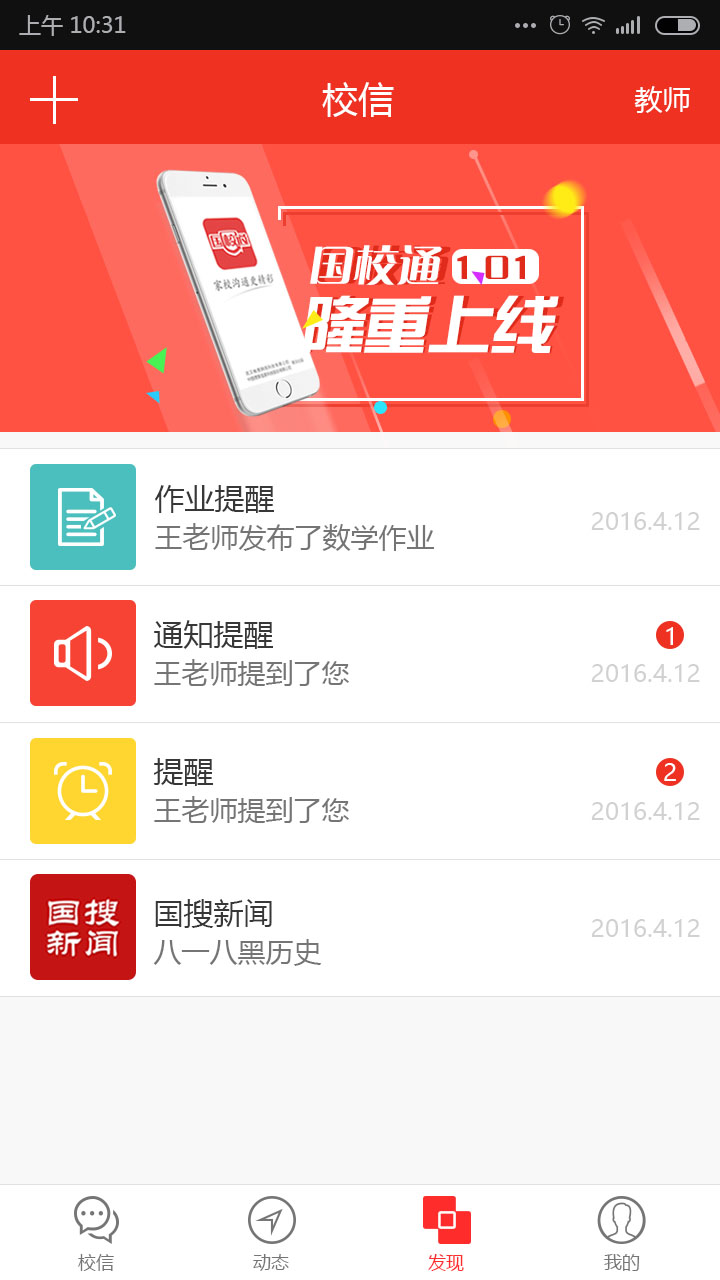 上午 10:31
校信
教师
国校通
家校沟通更精彩
国校通 1.01
隆重上线
作业提醒
王老师发布了数学作业
2016.4.12
通知提醒
1
王老师提到了您
2016.4.12
提醒
2
王老师提到了您
2016.4.12
国搜
新闻
国搜新闻
八一八黑历史
2016.4.12
校信
动态
发现
我的